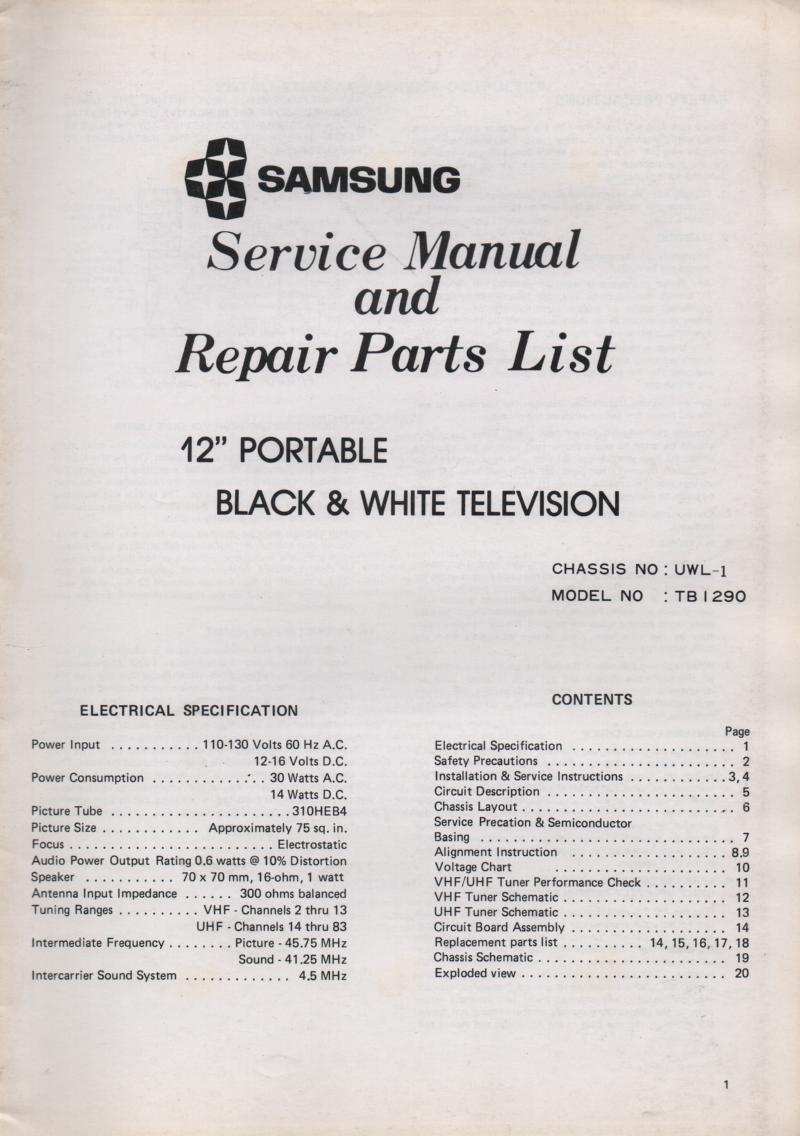 SAMSUNG
Service Manual
and
Repair Parts List
12” PORTABLE
BLACK & WHITE TELEVISION
CHASSIS NO : UWL-1
MODEL NO : TB1290
ELECTRICAL SPECIFICATION
Power Input . . . . . . . . . . . 110-130 Volts 60 Hz A.C.
12-16 Volts D.C.
Power Consumption . . . . . . . . . . . . . . 30 Watts A.C.
14 Watts D.C.
Picture Tube . . . . . . . . . . . . . . . . . . . . . . 310HEB4
Picture Size . . . . . . . . . . . . Approximately 75 sq. in.
Focus . . . . . . . . . . . . . . . . . . . . . . . . . Electrostatic
Audio Power Output Rating 0.6 watts @ 10% Distortion
Speaker . . . . . . . . . . . 70 x 70 mm, 16-ohm, 1 watt
Antenna Input Impedance . . . . . . 300 ohms balanced
Tuning Ranges . . . . . . . . . . VHF - Channels 2 thru 13
UHF - Channels 14 thru 83
Intermediate Frequency . . . . . . . . Picture - 45.75 MHz
Sound - 41.25 MHz
Intercarrier Sound System . . . . . . . . . . . . . 4.5 MHz
CONTENTS
Page
Electrical Specification . . . . . . . . . . . . . . . . . . . . 1
Safety Precautions . . . . . . . . . . . . . . . . . . . . . . . 2
Installation & Service Instructions . . . . . . . . . . . . 3, 4
Circuit Description . . . . . . . . . . . . . . . . . . . . . . . 5
Chassis Layout . . . . . . . . . . . . . . . . . . . . . . . . . . 6
Service Precation & Semiconductor
Basing . . . . . . . . . . . . . . . . . . . . . . . . . . . . . . . 7
Alignment Instruction . . . . . . . . . . . . . . . . . . . 8,9
Voltage Chart . . . . . . . . . . . . . . . . . . . . . 10
VHF/UHF Tuner Performance Check . . . . . . . . . . 11
VHF Tuner Schematic . . . . . . . . . . . . . . . . . . . . 12
UHF Tuner Schematic . . . . . . . . . . . . . . . . . . . . 13
Circuit Board Assembly . . . . . . . . . . . . . . . . . . . 14
Replacement parts list . . . . . . . . . . 14, 15, 16, 17, 18
Chassis Schematic . . . . . . . . . . . . . . . . . . . . . . . 19
Exploded view . . . . . . . . . . . . . . . . . . . . . . . . . 20
1